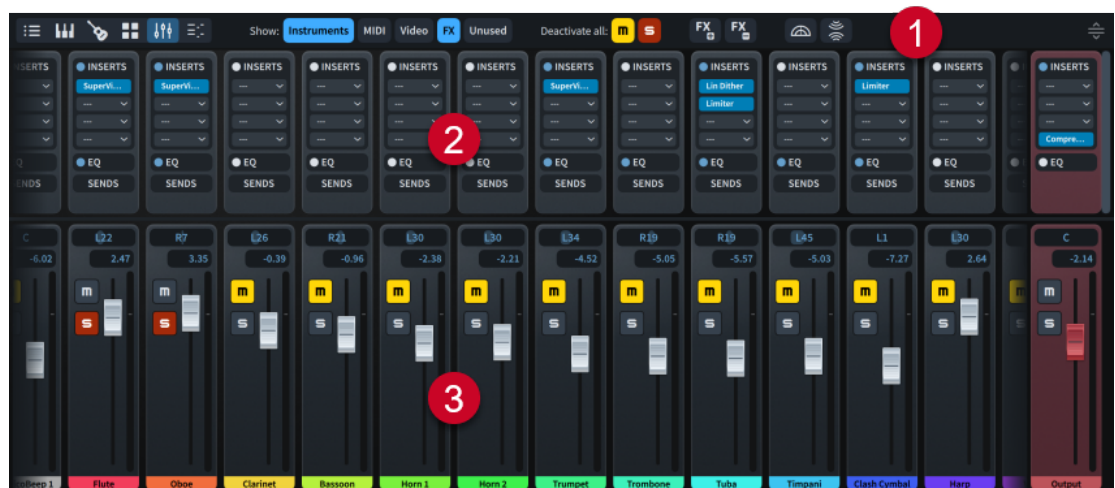 Show: Instruments MIDI Video FX Unused Deactivate all: m s FX FX 1
INSERTS INSERTS INSERTS INSERTS INSERTS INSERTS INSERTS INSERTS INSERTS INSERTS INSERTS INSERTS INSERTS
SuperVi... SuperVi... --- --- --- --- SuperVi... --- Lin Dither --- Limiter --- ---
--- --- --- --- --- --- --- --- Limiter --- --- --- ---
--- --- --- --- --- --- --- --- --- --- --- --- ---
--- --- --- --- --- --- --- --- --- --- --- Compre...
2
EQ EQ EQ EQ EQ EQ EQ EQ EQ EQ EQ EQ EQ
SENDS SENDS SENDS SENDS SENDS SENDS SENDS SENDS SENDS SENDS SENDS SENDS
C L22 R7 L26 R21 L30 L30 L34 R19 R19 L45 L1 L30 C
-6.02 2.47 3.35 -0.39 -0.96 -2.38 -2.21 -4.52 -5.05 -5.57 -5.03 -7.27 2.64 -2.14
m m m m m m m m m m m m m
s s s s s s s s s s s s s
3
Flute Oboe Clarinet Bassoon Horn 1 Horn 2 Trumpet Trombone Tuba Timpani Clash Cymbal Harp Output